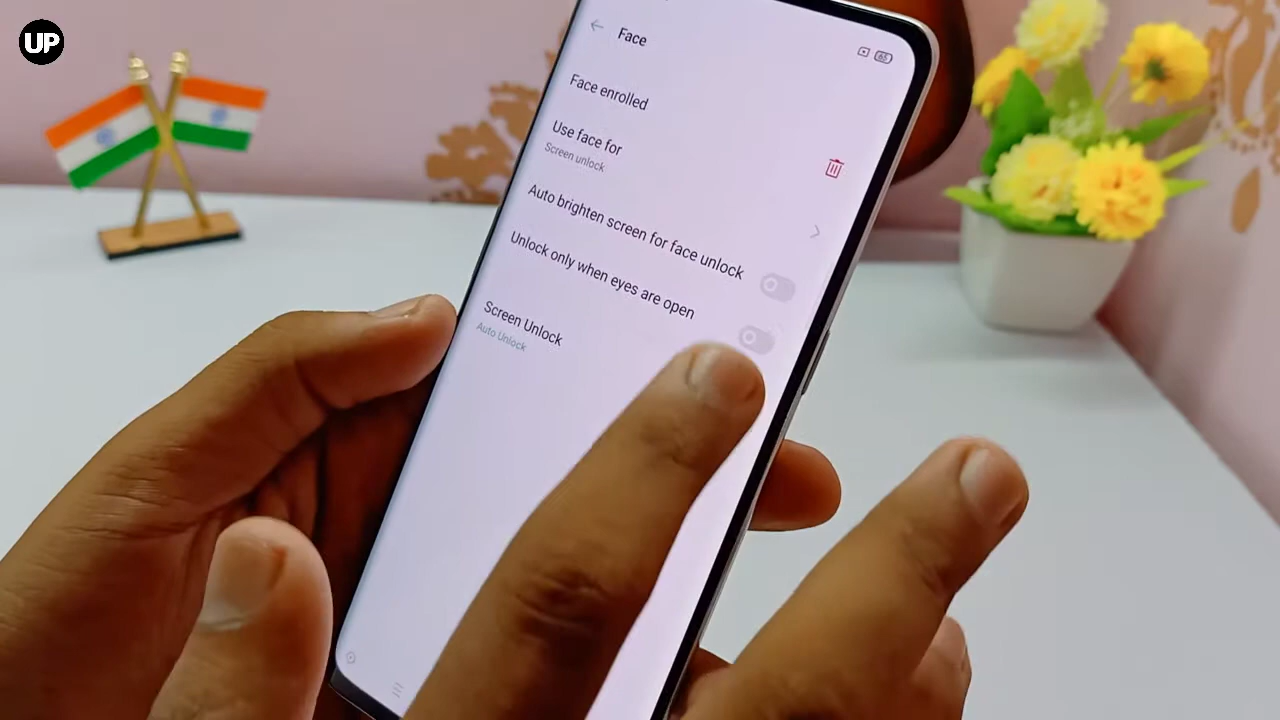 UP
Face
Face enrolled
Use face for
Screen unlock
Auto brighten screen for face unlock
Unlock only when eyes are open
Screen Unlock
Auto Unlock